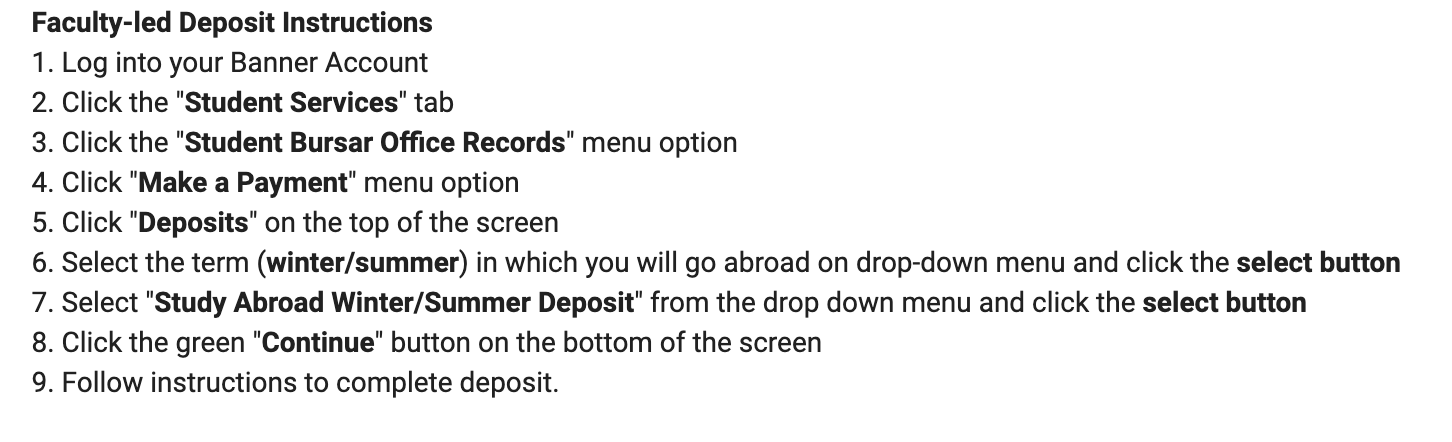 Faculty-led Deposit Instructions
1. Log into your Banner Account
2. Click the "Student Services" tab
3. Click the "Student Bursar Office Records" menu option
4. Click "Make a Payment" menu option
5. Click "Deposits" on the top of the screen
6. Select the term (winter/summer) in which you will go abroad on drop-down menu and click the select button
7. Select "Study Abroad Winter/Summer Deposit" from the drop down menu and click the select button
8. Click the green "Continue" button on the bottom of the screen
9. Follow instructions to complete deposit.